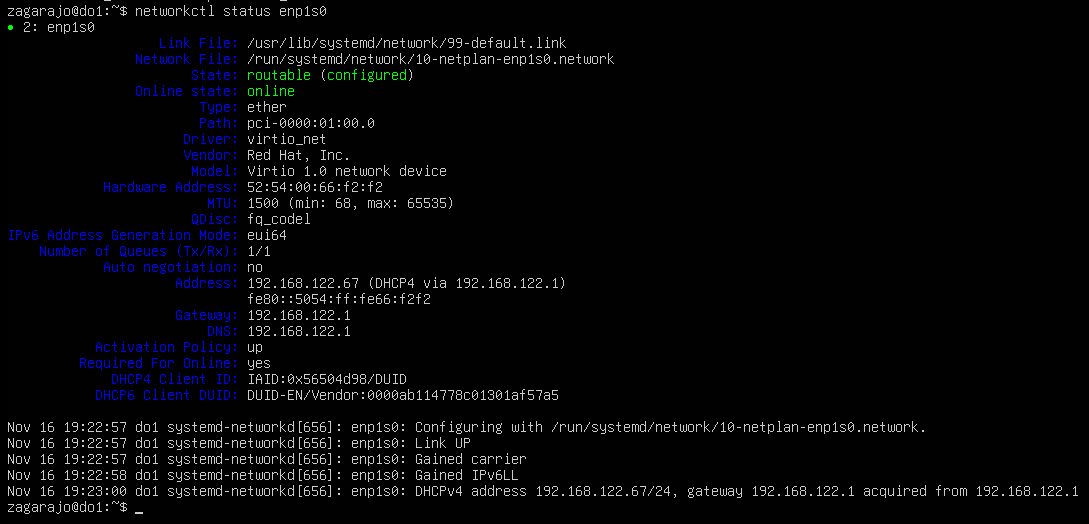 zagarajo@do1:~$ networkctl status enp1s0
● 2: enp1s0
Link File: /usr/lib/systemd/network/99-default.link
Network File: /run/systemd/network/10-netplan-enp1s0.network
State: routable (configured)
Online state: online
Type: ether
Path: pci-0000:01:00.0
Driver: virtio_net
Vendor: Red Hat, Inc.
Model: Virtio 1.0 network device
Hardware Address: 52:54:00:66:f2:f2
MTU: 1500 (min: 68, max: 65535)
QDisc: fq_codel
IPv6 Address Generation Mode: eui64
Number of Queues (Tx/Rx): 1/1
Auto negotiation: no
Address: 192.168.122.67 (DHCP4 via 192.168.122.1)
fe80::5054:ff:fe66:f2f2
Gateway: 192.168.122.1
DNS: 192.168.122.1
Activation Policy: up
Required For Online: yes
DHCP4 Client ID: IAID:0x56504d98/DUID
DHCP6 Client DUID: DUID-EN/Vendor:0000ab114778c01301af57a5
Nov 16 19:22:57 do1 systemd-networkd[656]: enp1s0: Configuring with /run/systemd/network/10-netplan-enp1s0.network.
Nov 16 19:22:57 do1 systemd-networkd[656]: enp1s0: Link UP
Nov 16 19:22:57 do1 systemd-networkd[656]: enp1s0: Gained carrier
Nov 16 19:22:58 do1 systemd-networkd[656]: enp1s0: Gained IPv6LL
Nov 16 19:23:00 do1 systemd-networkd[656]: enp1s0: DHCPv4 address 192.168.122.67/24, gateway 192.168.122.1 acquired from 192.168.122.1
zagarajo@do1:~$ _